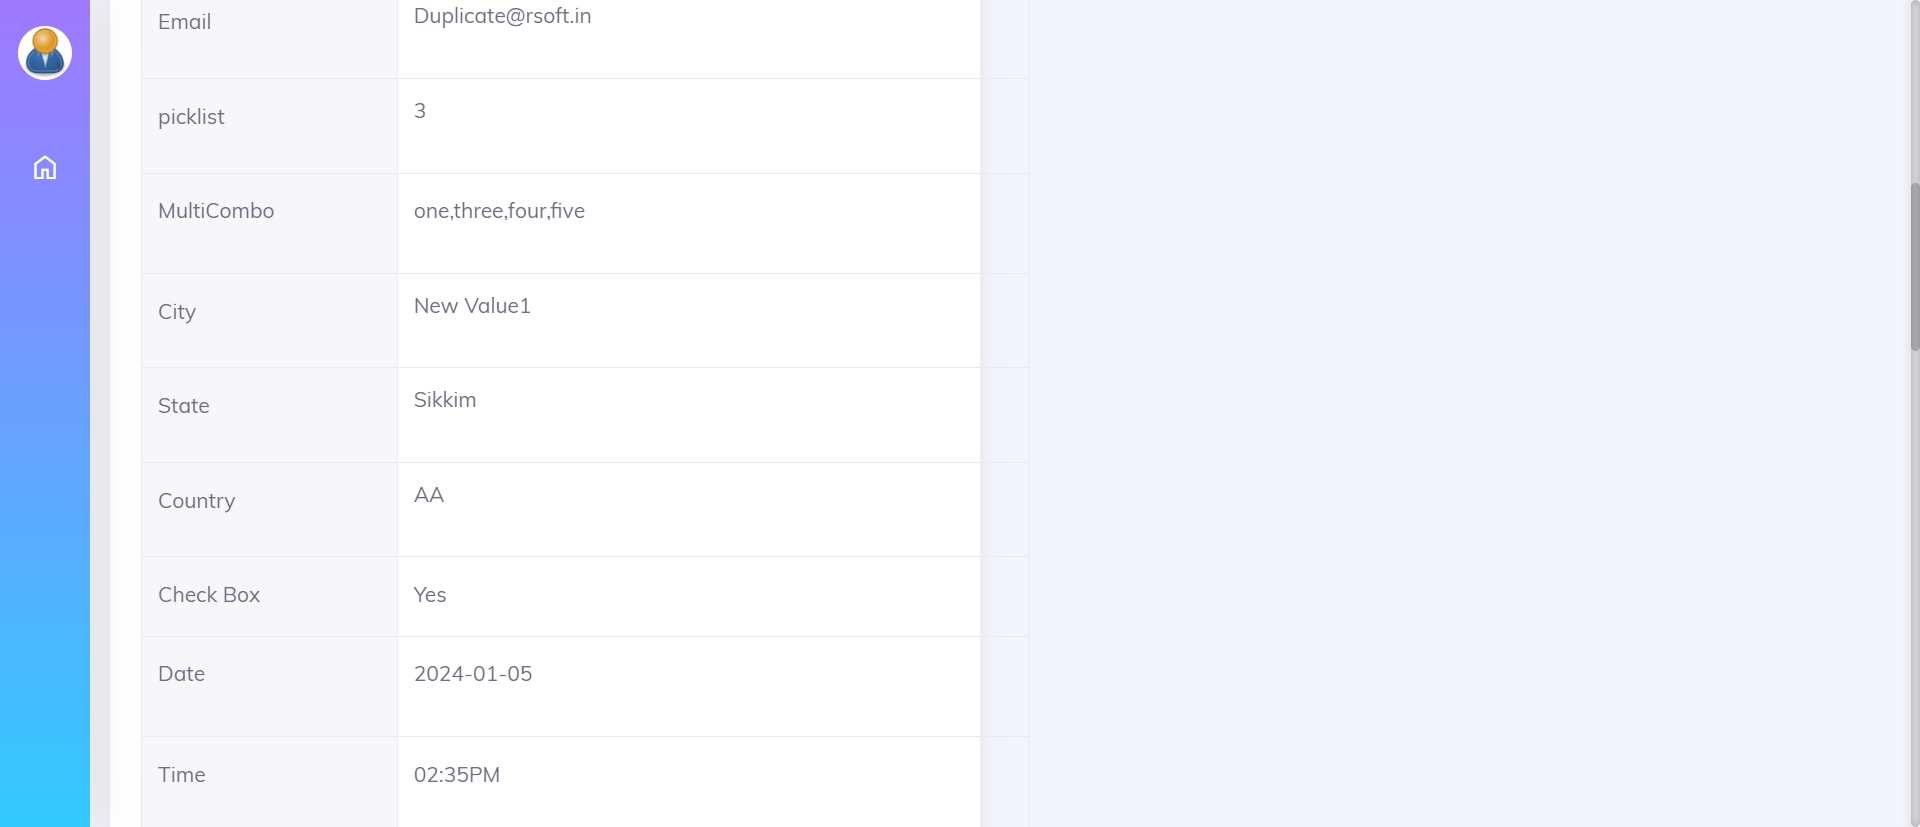 Email Duplicate@rsoft.in
picklist 3
MultiCombo one,three,four,five
City New Value1
State Sikkim
Country AA
Check Box Yes
Date 2024-01-05
Time 02:35PM